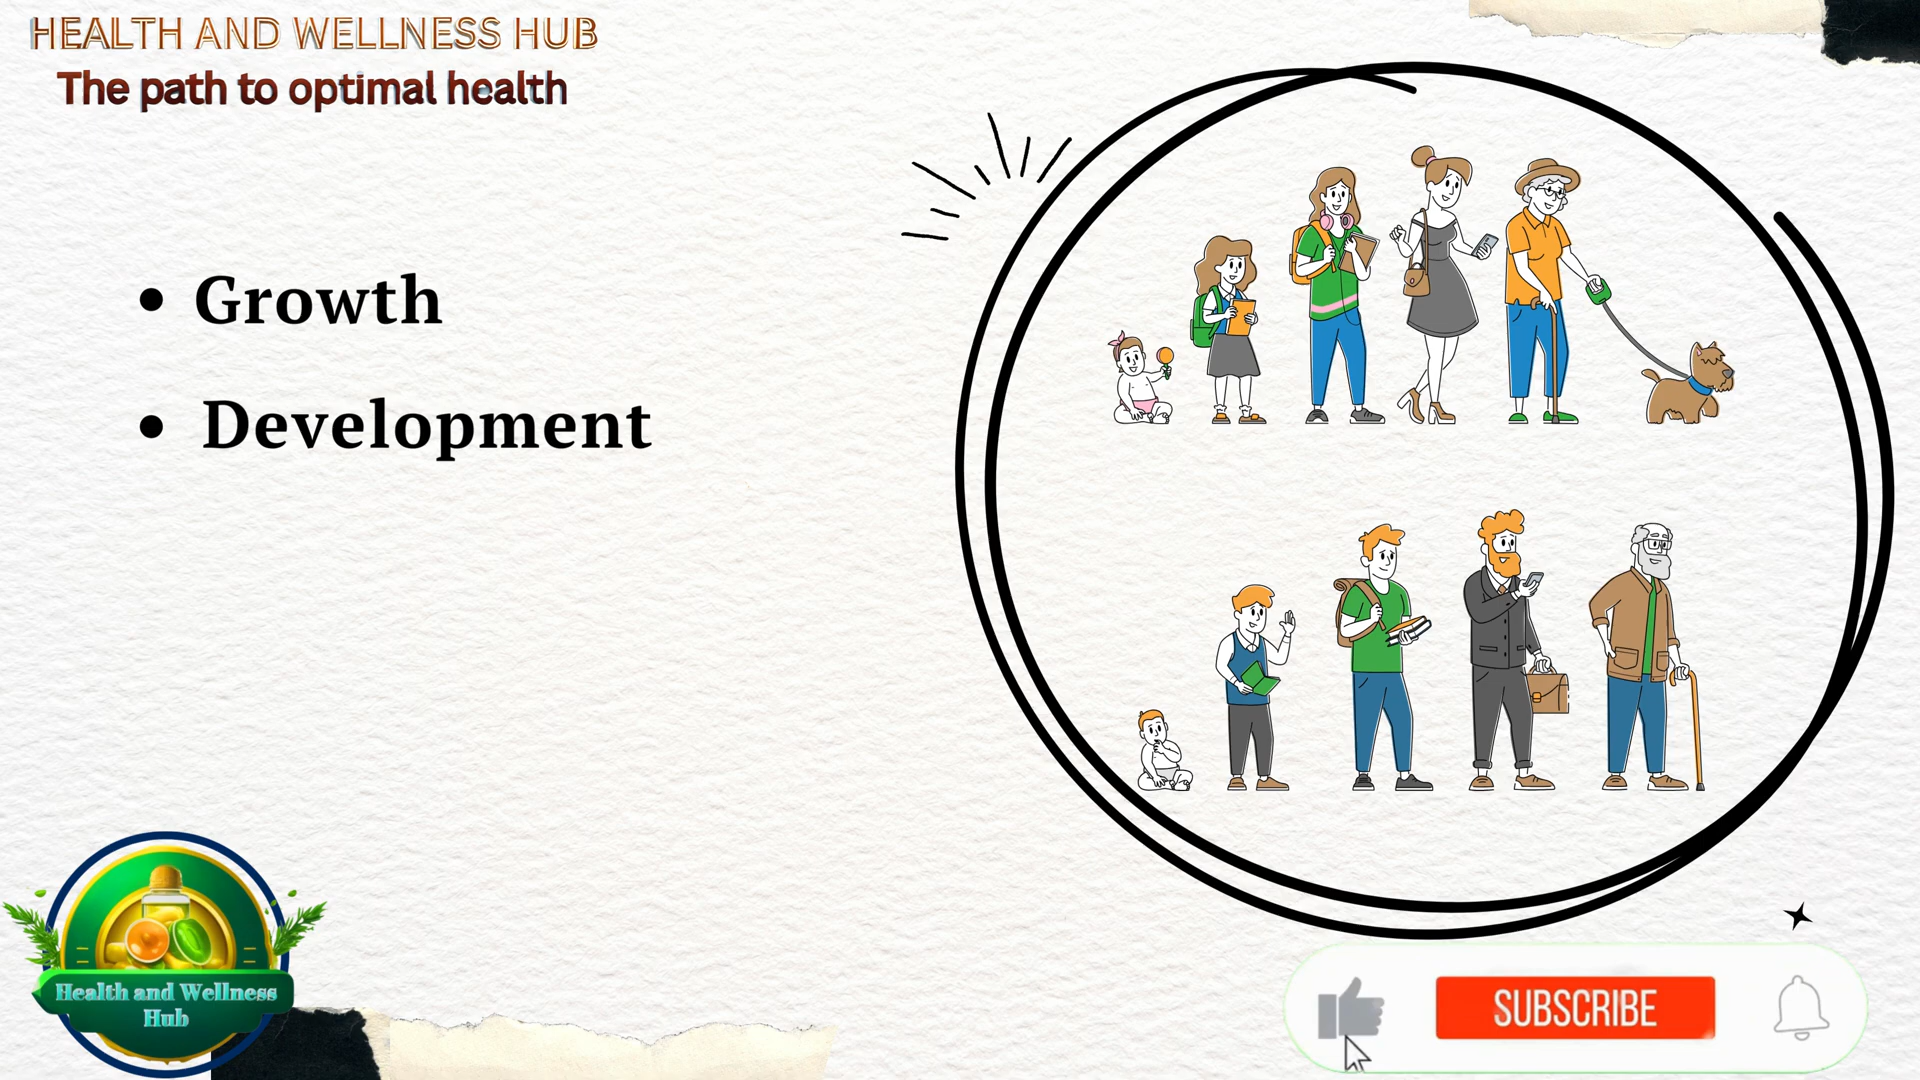 HEALTH AND WELLNESS HUB
The path to optimal health
• Growth
• Development
Health and Wellness
Hub
SUBSCRIBE